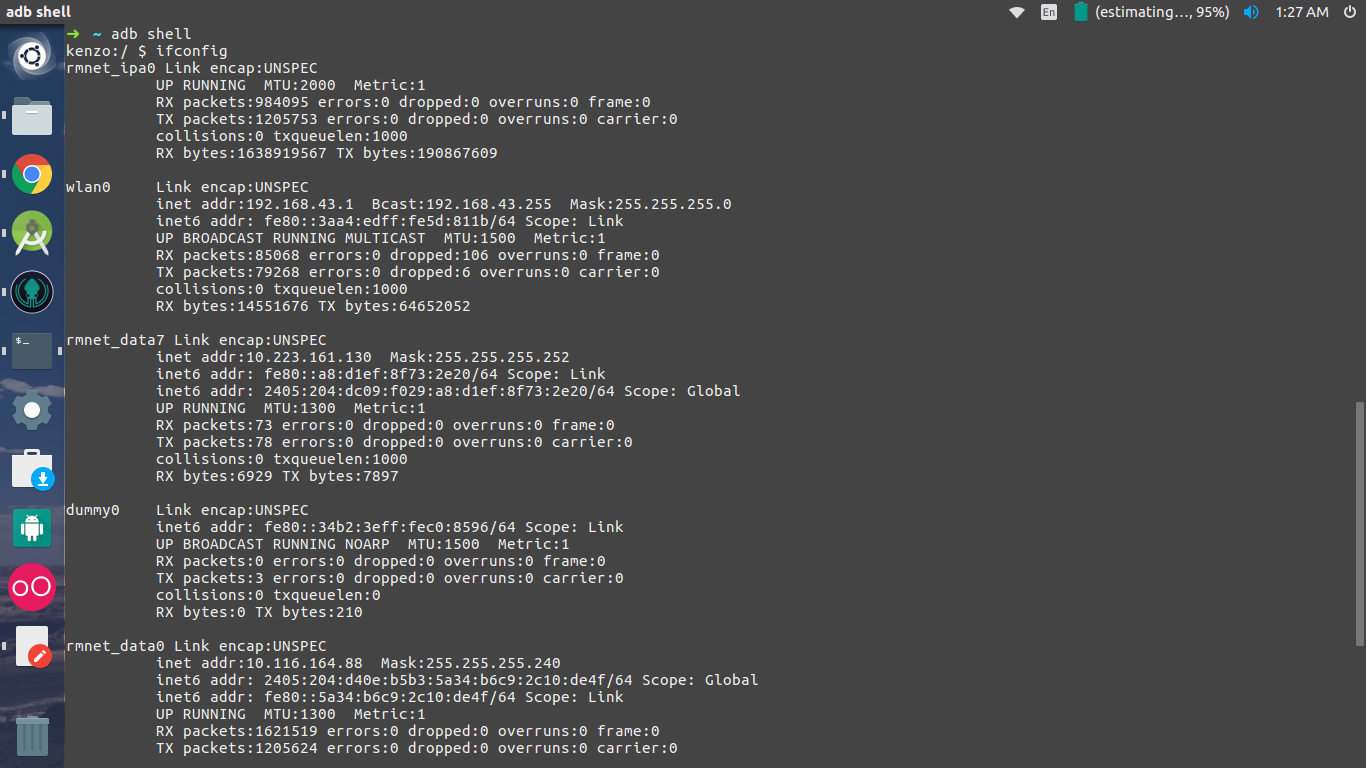 adb shell
En
(estimating..., 95%)
1:27 AM
➜ ~ adb shell
kenzo:/ $ ifconfig
rmnet_ipa0 Link encap:UNSPEC
UP RUNNING MTU:2000 Metric:1
RX packets:984095 errors:0 dropped:0 overruns:0 frame:0
TX packets:1205753 errors:0 dropped:0 overruns:0 carrier:0
collisions:0 txqueuelen:1000
RX bytes:1638919567 TX bytes:190867609
wlan0 Link encap:UNSPEC
inet addr:192.168.43.1 Bcast:192.168.43.255 Mask:255.255.255.0
inet6 addr: fe80::3aa4:edff:fe5d:811b/64 Scope: Link
UP BROADCAST RUNNING MULTICAST MTU:1500 Metric:1
RX packets:85068 errors:0 dropped:106 overruns:0 frame:0
TX packets:79268 errors:0 dropped:6 overruns:0 carrier:0
collisions:0 txqueuelen:1000
RX bytes:14551676 TX bytes:64652052
rmnet_data7 Link encap:UNSPEC
inet addr:10.223.161.130 Mask:255.255.255.252
inet6 addr: fe80::a8:d1ef:8f73:2e20/64 Scope: Link
inet6 addr: 2405:204:dc09:f029:a8:d1ef:8f73:2e20/64 Scope: Global
UP RUNNING MTU:1300 Metric:1
RX packets:73 errors:0 dropped:0 overruns:0 frame:0
TX packets:78 errors:0 dropped:0 overruns:0 carrier:0
collisions:0 txqueuelen:1000
RX bytes:6929 TX bytes:7897
dummy0 Link encap:UNSPEC
inet6 addr: fe80::34b2:3eff:fec0:8596/64 Scope: Link
UP BROADCAST RUNNING NOARP MTU:1500 Metric:1
RX packets:0 errors:0 dropped:0 overruns:0 frame:0
TX packets:3 errors:0 dropped:0 overruns:0 carrier:0
collisions:0 txqueuelen:0
RX bytes:0 TX bytes:210
rmnet_data0 Link encap:UNSPEC
inet addr:10.116.164.88 Mask:255.255.255.240
inet6 addr: 2405:204:d40e:b5b3:5a34:b6c9:2c10:de4f/64 Scope: Global
inet6 addr: fe80::5a34:b6c9:2c10:de4f/64 Scope: Link
UP RUNNING MTU:1300 Metric:1
RX packets:1621519 errors:0 dropped:0 overruns:0 frame:0
TX packets:1205624 errors:0 dropped:0 overruns:0 carrier:0